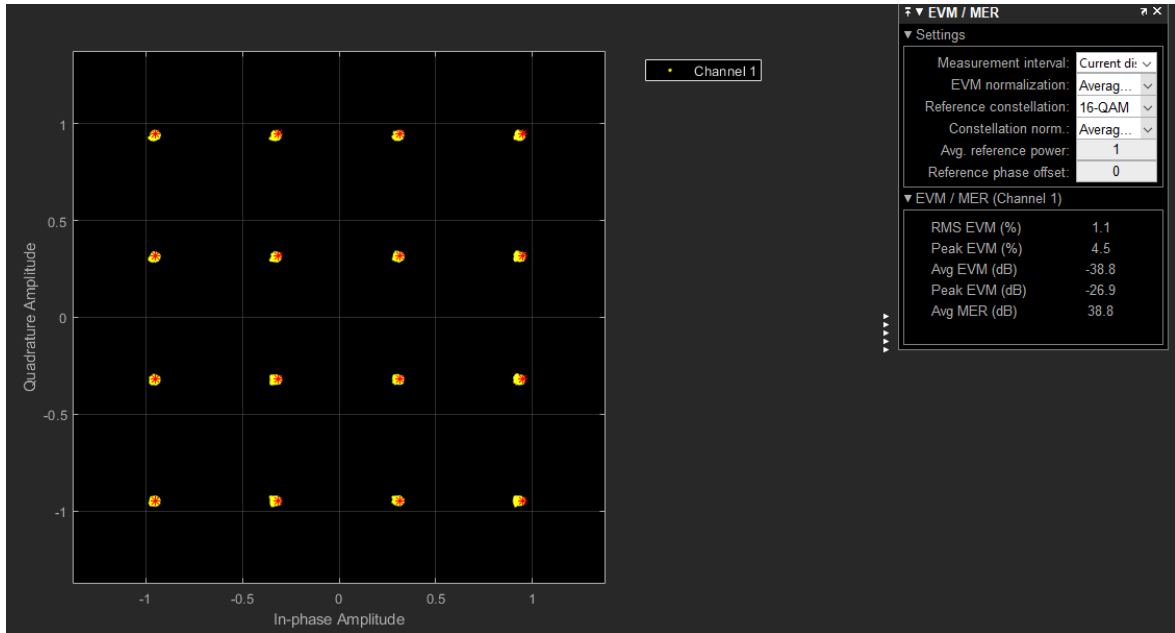 Channel 1
1
0.5
0
-0.5
-1
Quadrature Amplitude
-1
-0.5
0
0.5
1
In-phase Amplitude
EVM / MER
Settings
Measurement interval: Current di
EVM normalization: Averag...
Reference constellation: 16-QAM
Constellation norm.: Averag...
Avg. reference power: 1
Reference phase offset: 0
EVM / MER (Channel 1)
RMS EVM (%) 1.1
Peak EVM (%) 4.5
Avg EVM (dB) -38.8
Peak EVM (dB) -26.9
Avg MER (dB) 38.8